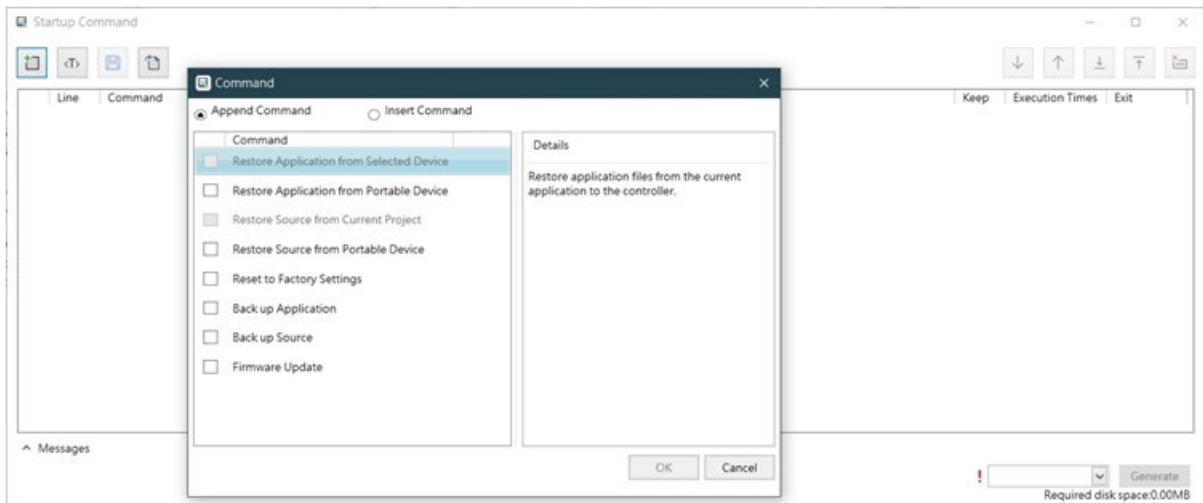 Startup Command
<T>
Command
Line Command
Keep Execution Times Exit
Append Command
Insert Command
Command
Restore Application from Selected Device
Restore Application from Portable Device
Restore Source from Current Project
Restore Source from Portable Device
Reset to Factory Settings
Back up Application
Back up Source
Firmware Update
Details
Restore application files from the current
application to the controller.
OK
Cancel
Messages
!
Generate
Required disk space:0.00MB